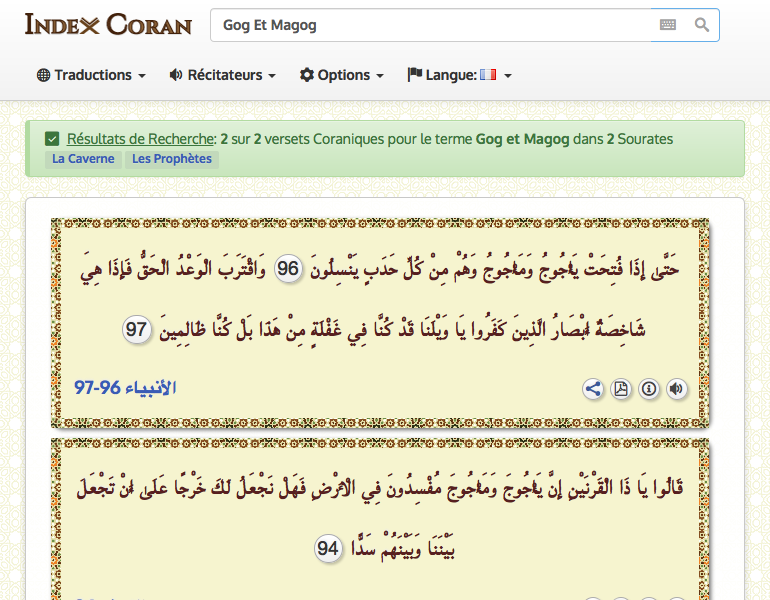 INDEX CORAN
Gog Et Magog
Traductions
Récitateurs
Options
Langue:
Résultats de Recherche: 2 sur 2 versets Coraniques pour le terme Gog et Magog dans 2 Sourates
La Caverne Les Prophètes
حَتَّىٰ إِذَا فُتِحَتْ يَأْجُوجُ وَمَأْجُوجُ وَهُمْ مِنْ كُلِّ حَدَبٍ يَنْسِلُونَ 96 وَاقْتَرَبَ الْوَعْدُ الْحَقُّ فَإِذَا هِيَ
شَاخِصَةٌ أَبْصَارُ الَّذِينَ كَفَرُوا يَا وَيْلَنَا قَدْ كُنَّا فِي غَفْلَةٍ مِنْ هَٰذَا بَلْ كُنَّا ظَالِمِينَ 97
الأنبياء 96-97
قَالُوا يَا ذَا الْقَرْنَيْنِ إِنَّ يَأْجُوجَ وَمَأْجُوجَ مُفْسِدُونَ فِي الْأَرْضِ فَهَلْ نَجْعَلُ لَكَ خَرْجًا عَلَىٰ أَنْ تَجْعَلَ
بَيْنَنَا وَبَيْنَهُمْ سَدًّا 94